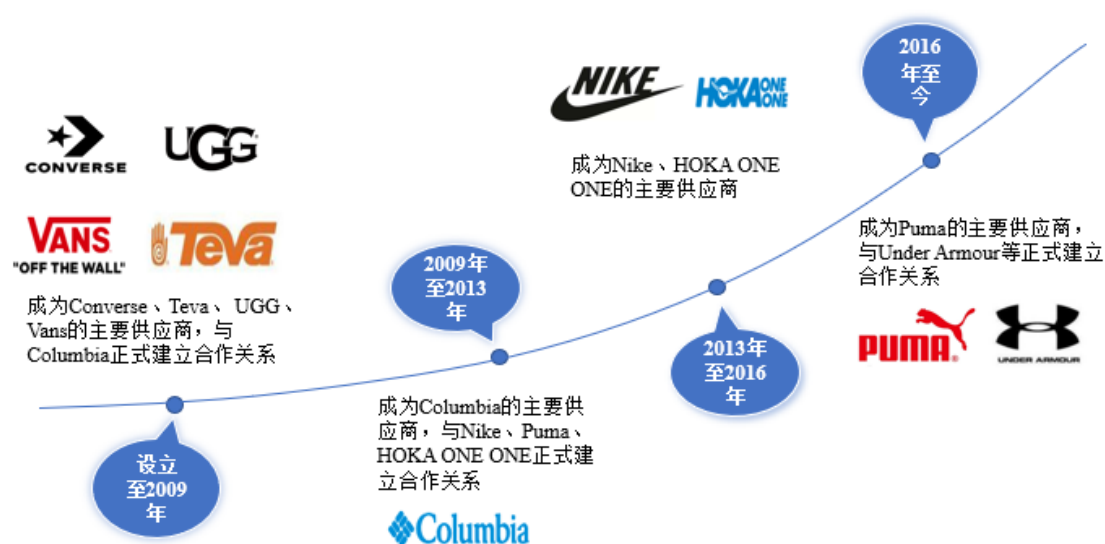 CONVERSE
UGG
VANS
"OFF THE WALL"
Teva
成为Converse、Teva、 UGG、
Vans的主要供应商，与
Columbia正式建立合作关系
设立
至2009
年
2009年
至2013
年
成为Columbia的主要供
应商，与Nike、Puma、
HOKA ONE ONE正式建
立合作关系
Columbia
NIKE
HOKA ONE ONE
成为Nike、HOKA ONE
ONE的主要供应商
2013年
至2016
年
2016
年至
今
成为Puma的主要供应商，
与Under Armour等正式建立
合作关系
PUMA®
UNDER ARMOUR